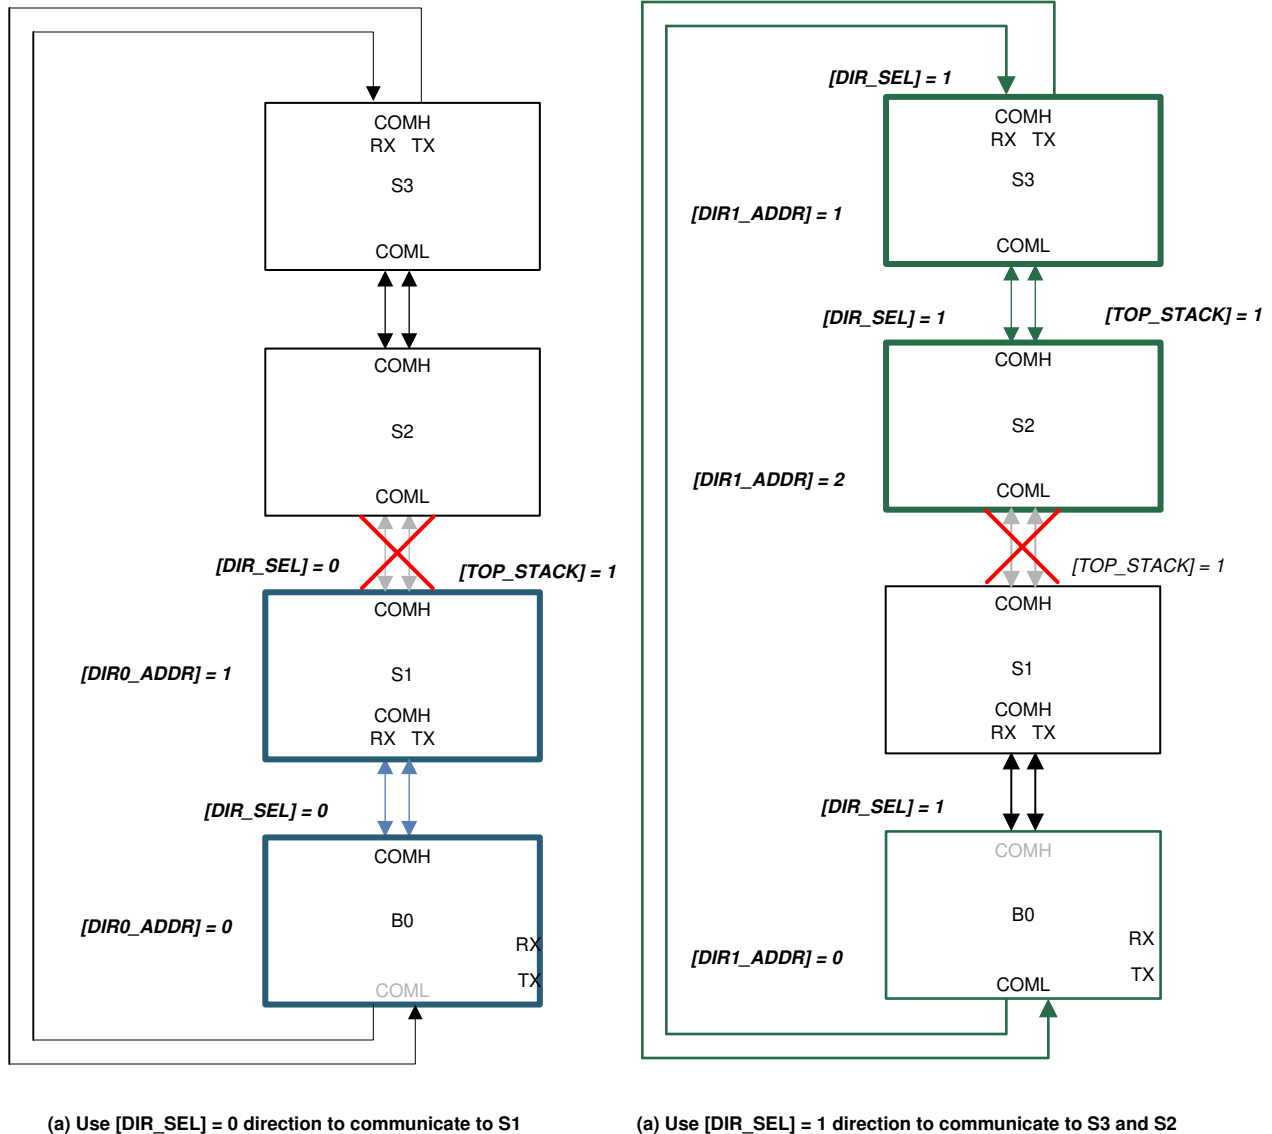 COMH
RX TX
S3
COML
COMH
S2
COML
[DIR_SEL] = 0
[TOP_STACK] = 1
COMH
[DIR0_ADDR] = 1
S1
COMH
RX TX
[DIR_SEL] = 0
COMH
B0
[DIR0_ADDR] = 0
RX
TX
COML
(a) Use [DIR_SEL] = 0 direction to communicate to S1
[DIR_SEL] = 1
COMH
RX TX
S3
[DIR1_ADDR] = 1
COML
[DIR_SEL] = 1
[TOP_STACK] = 1
COMH
S2
[DIR1_ADDR] = 2
COML
[TOP_STACK] = 1
COMH
S1
COMH
RX TX
[DIR_SEL] = 1
COMH
B0
RX
[DIR1_ADDR] = 0
TX
COML
(a) Use [DIR_SEL] = 1 direction to communicate to S3 and S2